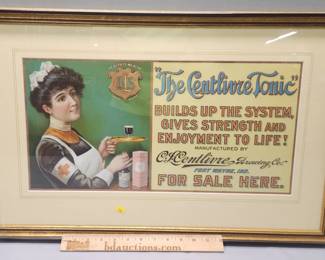 "The Centlivre Tonic"
BUILDS UP THE SYSTEM,
GIVES STRENGTH AND
ENJOYMENT TO LIFE!
MANUFACTURED BY
C.L. Centlivre Brewing Co.
FORT WAYNE, IND.
FOR SALE HERE.
bdauctions.com